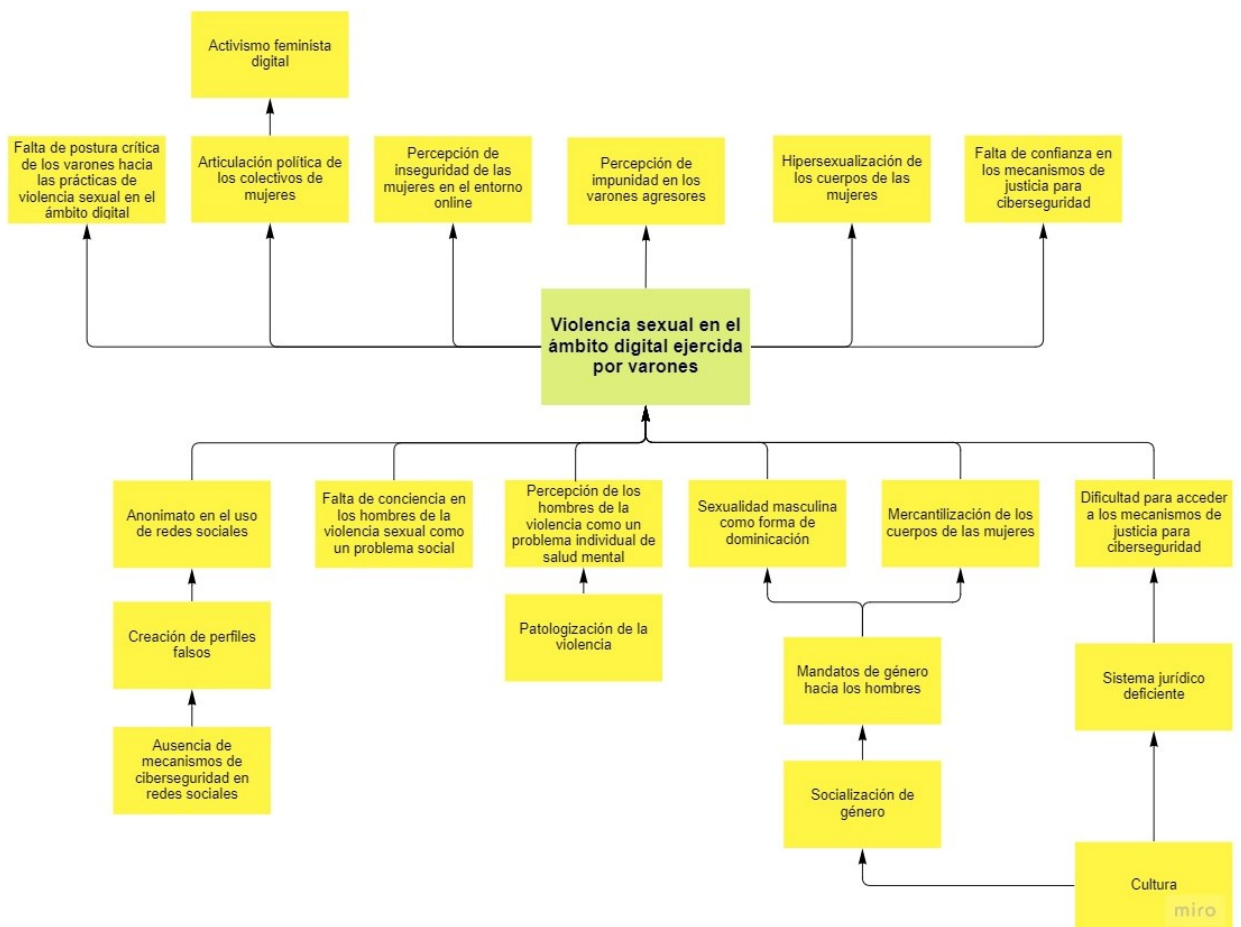 Activismo feminista
digital
Falta de postura crítica
de los varones hacia
las prácticas de
violencia sexual en el
ámbito digital
Articulación política de
los colectivos de
mujeres
Percepción de
inseguridad de las
mujeres en el entorno
online
Percepción de
impunidad en los
varones agresores
Hipersexualización de
los cuerpos de las
mujeres
Falta de confianza en
los mecanismos de
justicia para
ciberseguridad
Violencia sexual en el
ámbito digital ejercida
por varones
Anonimato en el uso
de redes sociales
Falta de conciencia en
los hombres de la
violencia sexual como
un problema social
Percepción de los
hombres de la
violencia como un
problema individual de
salud mental
Sexualidad masculina
como forma de
dominicación
Mercantilización de los
cuerpos de las mujeres
Dificultad para acceder
a los mecanismos de
justicia para
ciberseguridad
Creación de perfiles
falsos
Patologización de la
violencia
Mandatos de género
hacia los hombres
Sistema jurídico
deficiente
Ausencia de
mecanismos de
ciberseguridad en
redes sociales
Socialización de
género
Cultura
miro